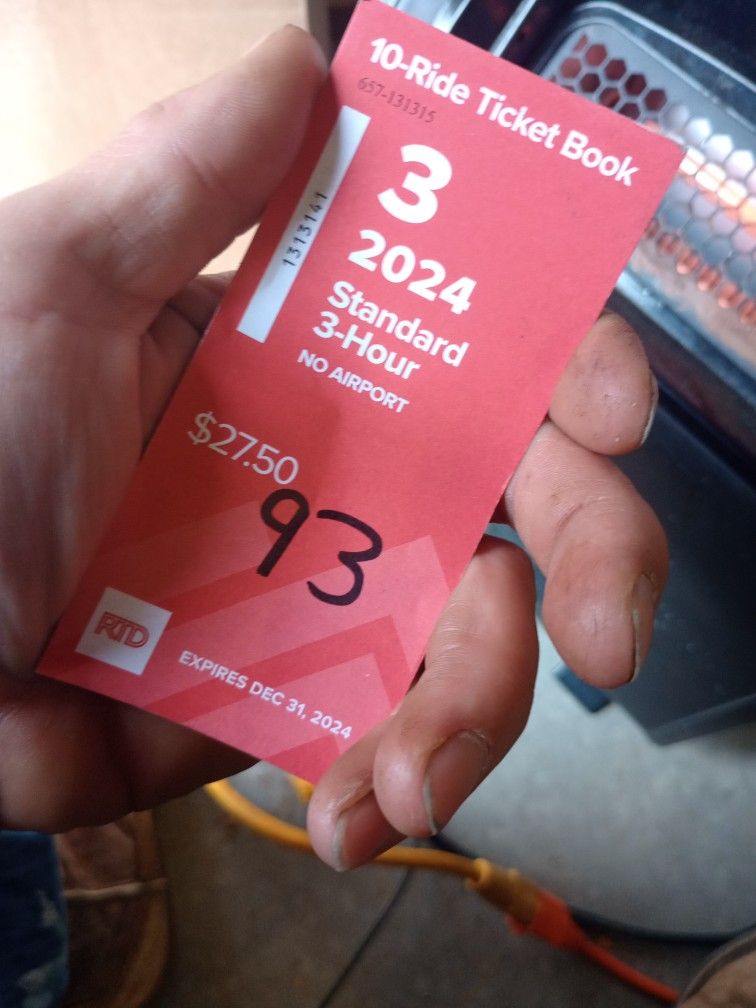 10-Ride Ticket Book
657-131315
3
2024
Standard
3-Hour
NO AIRPORT
1313141
$27.50
93
RTD
EXPIRES DEC 31, 2024